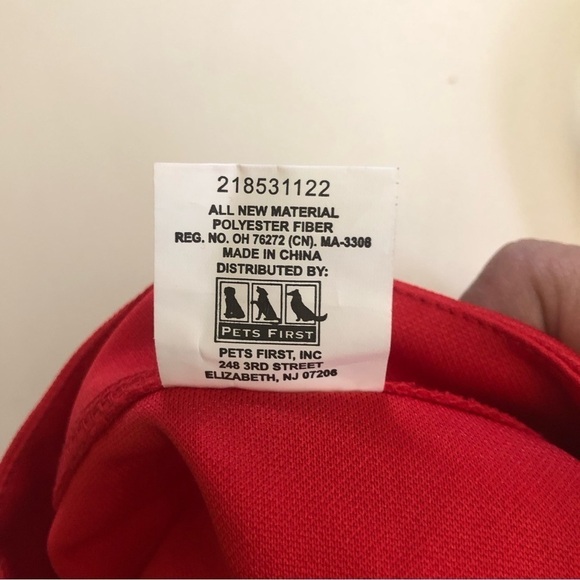 218531122
ALL NEW MATERIAL
POLYESTER FIBER
REG. NO. OH 76272 (CN). MA-3306
MADE IN CHINA
DISTRIBUTED BY:
PETS FIRST
PETS FIRST, INC
248 3RD STREET
ELIZABETH, NJ 07206